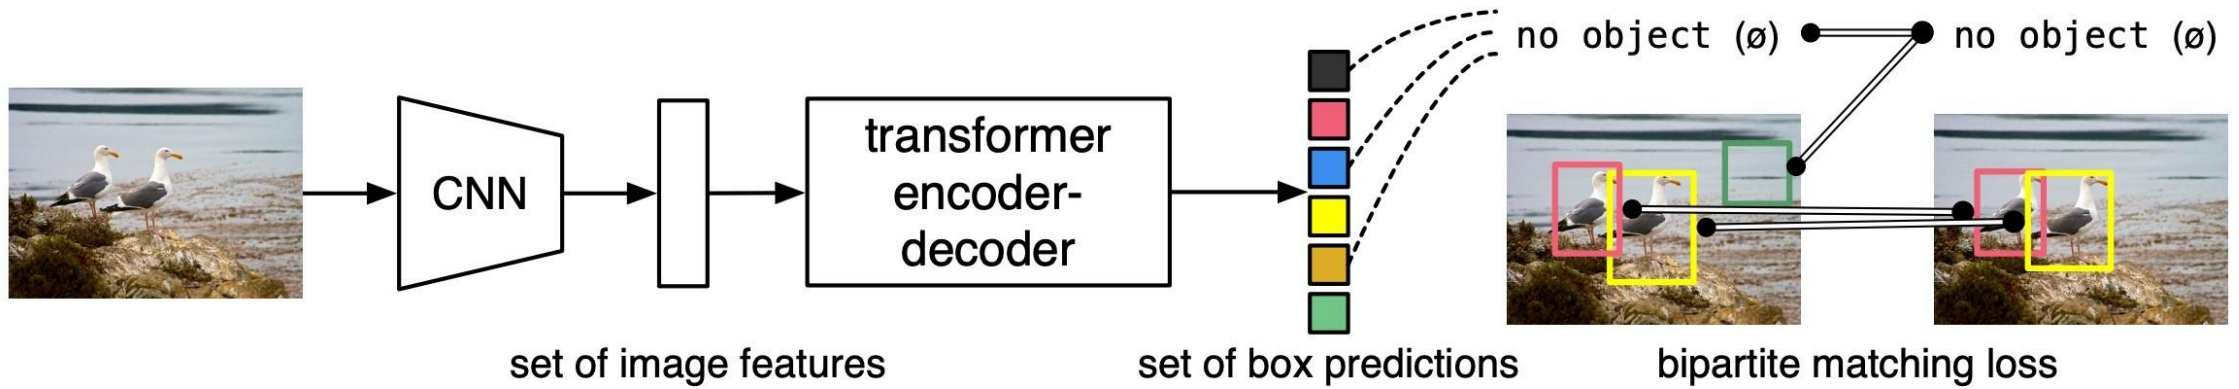 no object (ø)
no object (ø)
CNN
transformer
encoder-
decoder
set of image features
set of box predictions
bipartite matching loss